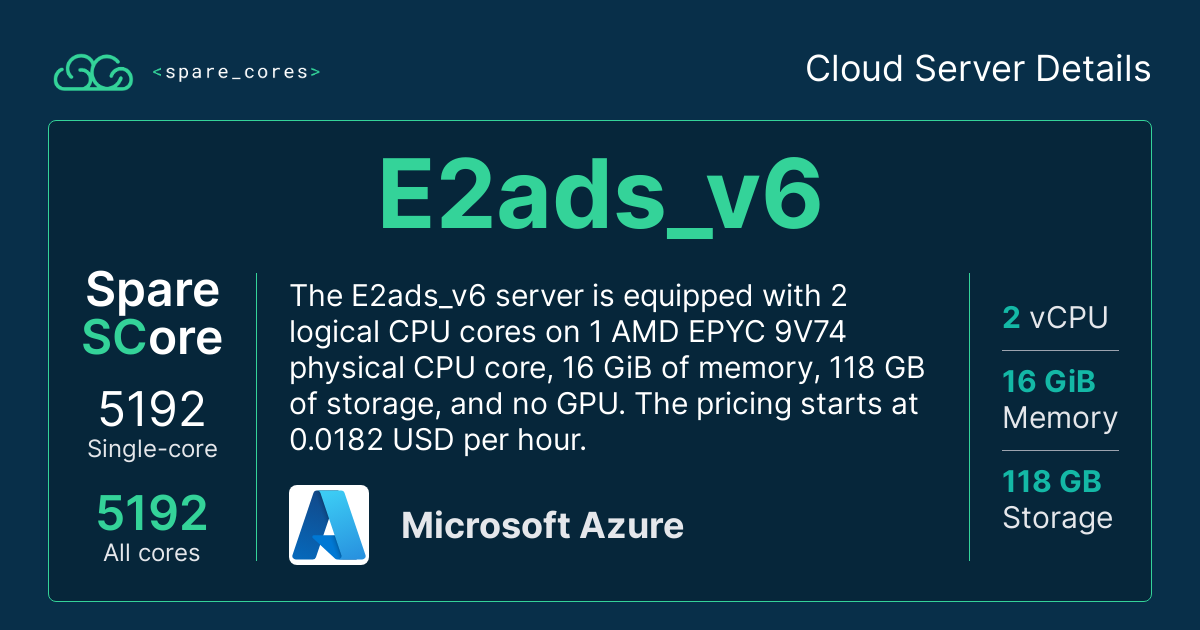 <spare_cores>
Cloud Server Details
E2ads_v6
Spare
SCore
5192
Single-core
5192
All cores
The E2ads_v6 server is equipped with 2
logical CPU cores on 1 AMD EPYC 9V74
physical CPU core, 16 GiB of memory, 118 GB
of storage, and no GPU. The pricing starts at
0.0182 USD per hour.
Microsoft Azure
2 vCPU
16 GiB
Memory
118 GB
Storage